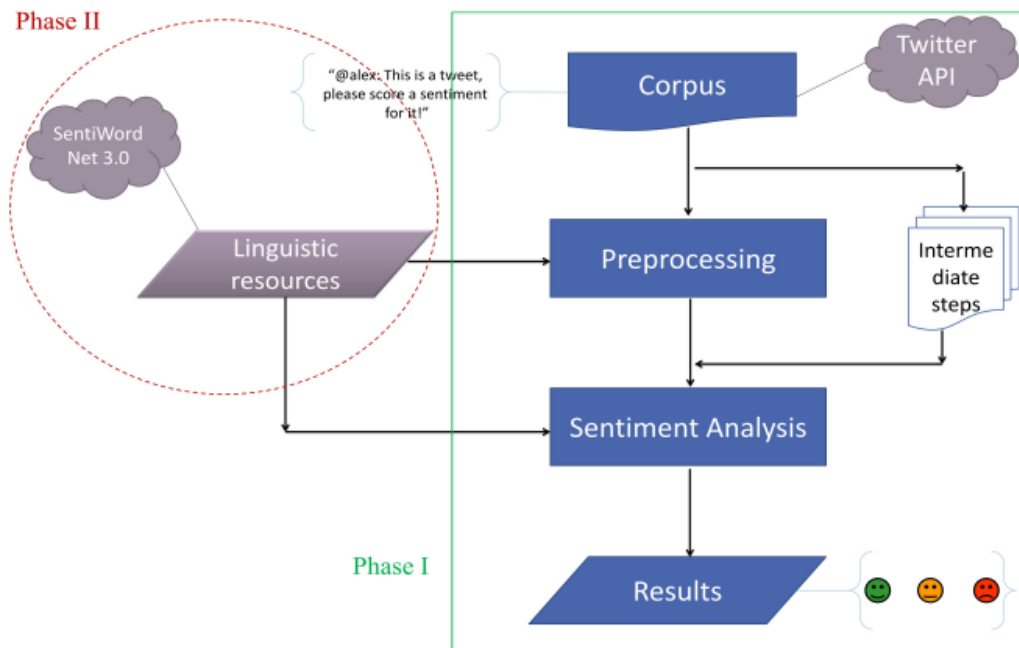 Phase II
"@alex: This is a tweet,
please score a sentiment
for it!"
Corpus
Twitter
API
SentiWord
Net 3.0
Linguistic
resources
Preprocessing
Interme
diate
steps
Sentiment Analysis
Phase I
Results